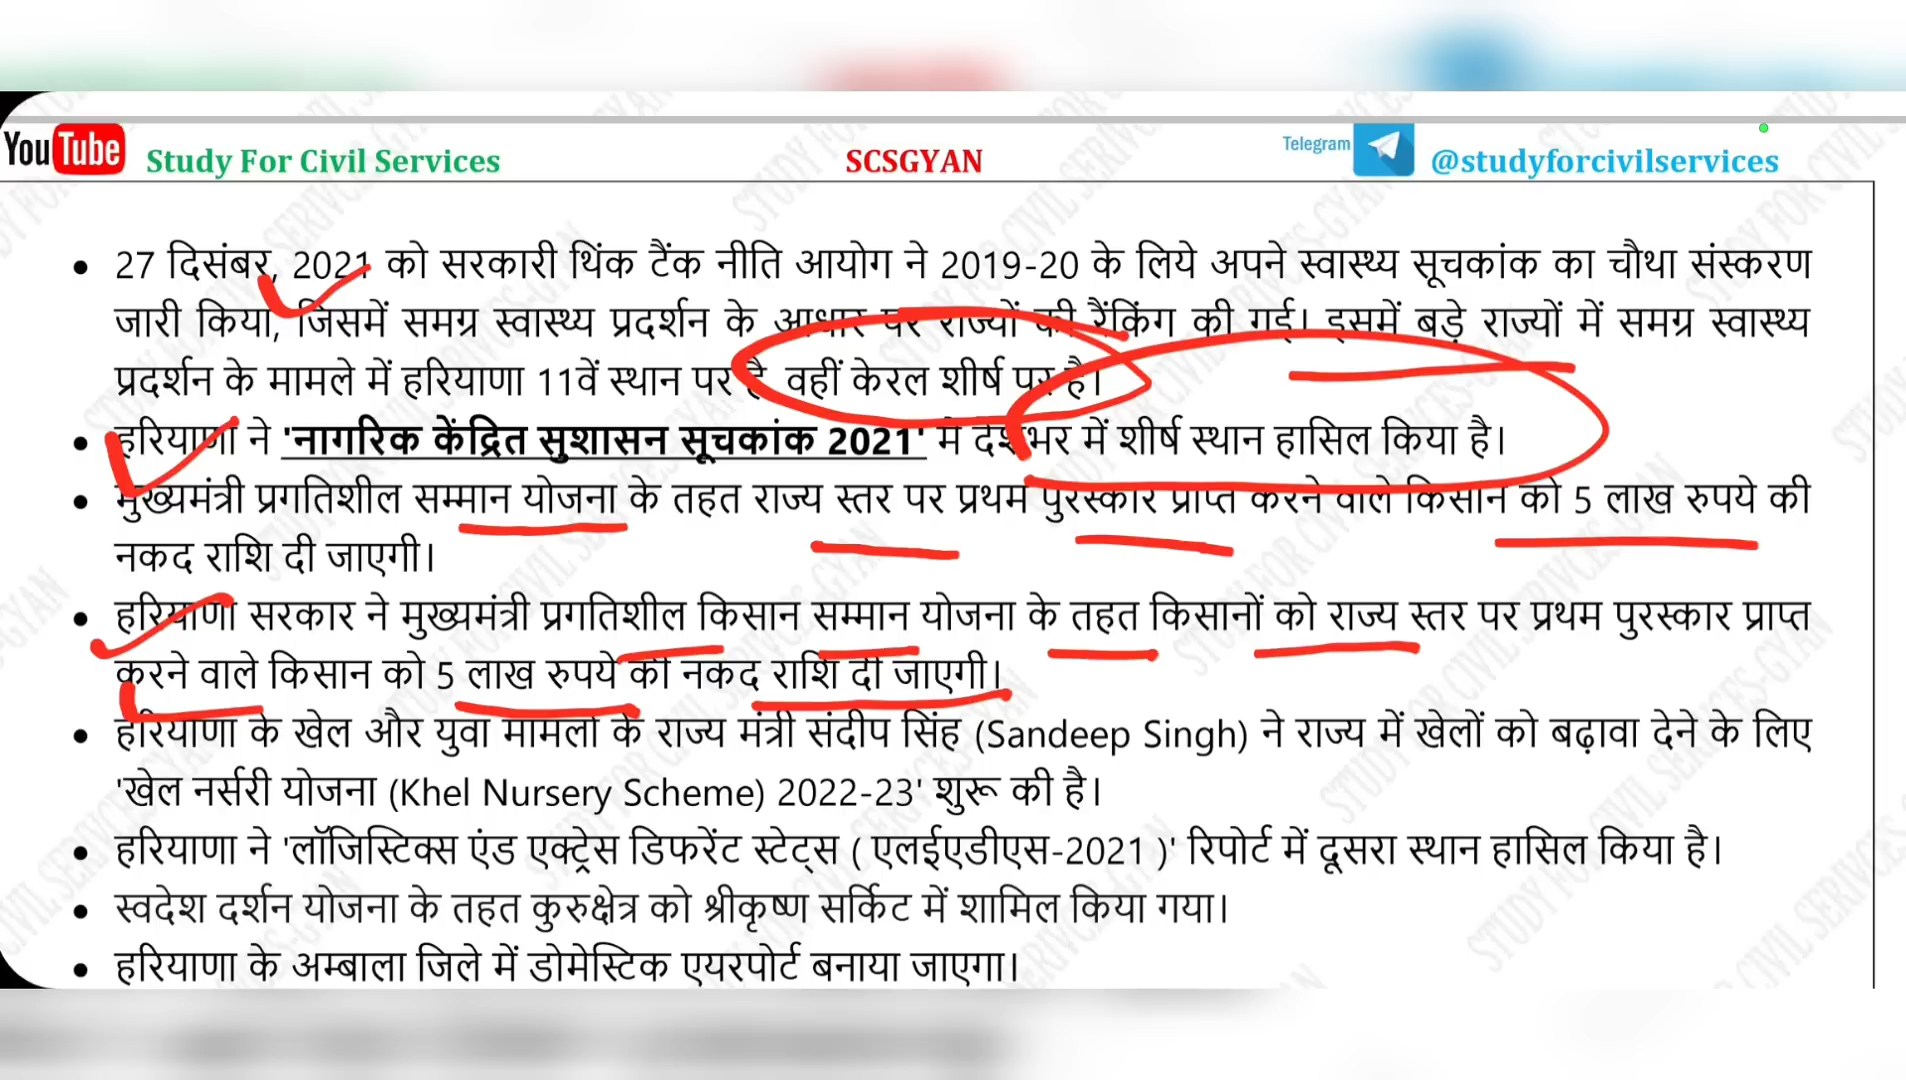 YouTube Study For Civil Services SCSGYAN Telegram @studyforcivilservices
• 27 दिसंबर, 2021 को सरकारी थिंक टैंक नीति आयोग ने 2019-20 के लिये अपने स्वास्थ्य सूचकांक का चौथा संस्करण
जारी किया, जिसमें समग्र स्वास्थ्य प्रदर्शन के आधार पर राज्यों की रैंकिंग की गई। इसमें बड़े राज्यों में समग्र स्वास्थ्य
प्रदर्शन के मामले में हरियाणा 11वें स्थान पर है, वहीं केरल शीर्ष पर है।
• हरियाणा ने 'नागरिक केंद्रित सुशासन सूचकांक 2021' में देश भर में शीर्ष स्थान हासिल किया है।
• मुख्यमंत्री प्रगतिशील सम्मान योजना के तहत राज्य स्तर पर प्रथम पुरस्कार प्राप्त करने वाले किसान को 5 लाख रुपये की
नकद राशि दी जाएगी।
• हरियाणा सरकार ने मुख्यमंत्री प्रगतिशील किसान सम्मान योजना के तहत किसानों को राज्य स्तर पर प्रथम पुरस्कार प्राप्त
करने वाले किसान को 5 लाख रुपये की नकद राशि दी जाएगी।
• हरियाणा के खेल और युवा मामलों के राज्य मंत्री संदीप सिंह (Sandeep Singh) ने राज्य में खेलों को बढ़ावा देने के लिए
'खेल नर्सरी योजना (Khel Nursery Scheme) 2022-23' शुरू की है।
• हरियाणा ने 'लॉजिस्टिक्स एंड एक्ट्रेस डिफरेंट स्टेट्स ( एलईएडीएस-2021 )' रिपोर्ट में दूसरा स्थान हासिल किया है।
• स्वदेश दर्शन योजना के तहत कुरुक्षेत्र को श्रीकृष्ण सर्किट में शामिल किया गया।
• हरियाणा के अम्बाला जिले में डोमेस्टिक एयरपोर्ट बनाया जाएगा।